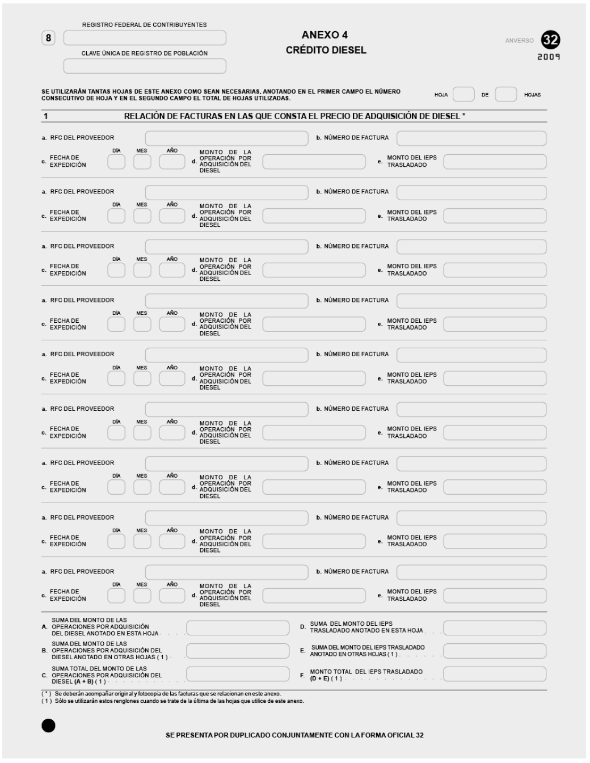 REGISTRO FEDERAL DE CONTRIBUYENTES
8
CLAVE ÚNICA DE REGISTRO DE POBLACIÓN
ANEXO 4
CRÉDITO DIESEL
ANVERSO 32
2009
SE UTILIZARÁN TANTAS HOJAS DE ESTE ANEXO COMO SEAN NECESARIAS, ANOTANDO EN EL PRIMER CAMPO EL NÚMERO
CONSECUTIVO DE HOJA Y EN EL SEGUNDO CAMPO EL TOTAL DE HOJAS UTILIZADAS.
HOJA DE HOJAS
1 RELACIÓN DE FACTURAS EN LAS QUE CONSTA EL PRECIO DE ADQUISICIÓN DE DIESEL *
a. RFC DEL PROVEEDOR b. NÚMERO DE FACTURA
DÍA MES AÑO
c. FECHA DE EXPEDICIÓN d. MONTO DE LA OPERACIÓN POR ADQUISICIÓN DEL DIESEL e. MONTO DEL IEPS TRASLADADO
a. RFC DEL PROVEEDOR b. NÚMERO DE FACTURA
DÍA MES AÑO
c. FECHA DE EXPEDICIÓN d. MONTO DE LA OPERACIÓN POR ADQUISICIÓN DEL DIESEL e. MONTO DEL IEPS TRASLADADO
a. RFC DEL PROVEEDOR b. NÚMERO DE FACTURA
DÍA MES AÑO
c. FECHA DE EXPEDICIÓN d. MONTO DE LA OPERACIÓN POR ADQUISICIÓN DEL DIESEL e. MONTO DEL IEPS TRASLADADO
a. RFC DEL PROVEEDOR b. NÚMERO DE FACTURA
DÍA MES AÑO
c. FECHA DE EXPEDICIÓN d. MONTO DE LA OPERACIÓN POR ADQUISICIÓN DEL DIESEL e. MONTO DEL IEPS TRASLADADO
a. RFC DEL PROVEEDOR b. NÚMERO DE FACTURA
DÍA MES AÑO
c. FECHA DE EXPEDICIÓN d. MONTO DE LA OPERACIÓN POR ADQUISICIÓN DEL DIESEL e. MONTO DEL IEPS TRASLADADO
a. RFC DEL PROVEEDOR b. NÚMERO DE FACTURA
DÍA MES AÑO
c. FECHA DE EXPEDICIÓN d. MONTO DE LA OPERACIÓN POR ADQUISICIÓN DEL DIESEL e. MONTO DEL IEPS TRASLADADO
a. RFC DEL PROVEEDOR b. NÚMERO DE FACTURA
DÍA MES AÑO
c. FECHA DE EXPEDICIÓN d. MONTO DE LA OPERACIÓN POR ADQUISICIÓN DEL DIESEL e. MONTO DEL IEPS TRASLADADO
a. RFC DEL PROVEEDOR b. NÚMERO DE FACTURA
DÍA MES AÑO
c. FECHA DE EXPEDICIÓN d. MONTO DE LA OPERACIÓN POR ADQUISICIÓN DEL DIESEL e. MONTO DEL IEPS TRASLADADO
a. RFC DEL PROVEEDOR b. NÚMERO DE FACTURA
DÍA MES AÑO
c. FECHA DE EXPEDICIÓN d. MONTO DE LA OPERACIÓN POR ADQUISICIÓN DEL DIESEL e. MONTO DEL IEPS TRASLADADO
SUMA DEL MONTO DE LAS
A. OPERACIONES POR ADQUISICIÓN
DEL DIESEL ANOTADO EN ESTA HOJA
D. SUMA DEL MONTO DEL IEPS
TRASLADADO ANOTADO EN ESTA HOJA
SUMA DEL MONTO DE LAS
B. OPERACIONES POR ADQUISICIÓN DEL
DIESEL ANOTADO EN OTRAS HOJAS ( 1 )
E. SUMA DEL MONTO DEL IEPS TRASLADADO
ANOTADO EN OTRAS HOJAS ( 1 )
SUMA TOTAL DEL MONTO DE LAS
C. OPERACIONES POR ADQUISICIÓN DEL
DIESEL (A + B) ( 1 )
F. MONTO TOTAL DEL IEPS TRASLADADO
(D + E) ( 1 )
( * ) Se deberán acompañar original y fotocopia de las facturas que se relacionan en este anexo.
( 1 ) Sólo se utilizarán estos renglones cuando se trate de la última de las hojas que utilice de este anexo.
SE PRESENTA POR DUPLICADO CONJUNTAMENTE CON LA FORMA OFICIAL 32